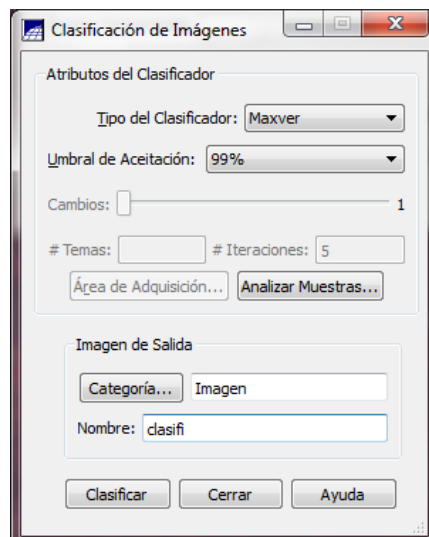 Clasificación de Imágenes
Atributos del Clasificador
Tipo del Clasificador: Maxver
Umbral de Aceitación: 99%
Cambios: 1
# Temas: # Iteraciones: 5
Área de Adquisición... Analizar Muestras...
Imagen de Salida
Categoría... Imagen
Nombre: clasifi
Clasificar Cerrar Ayuda